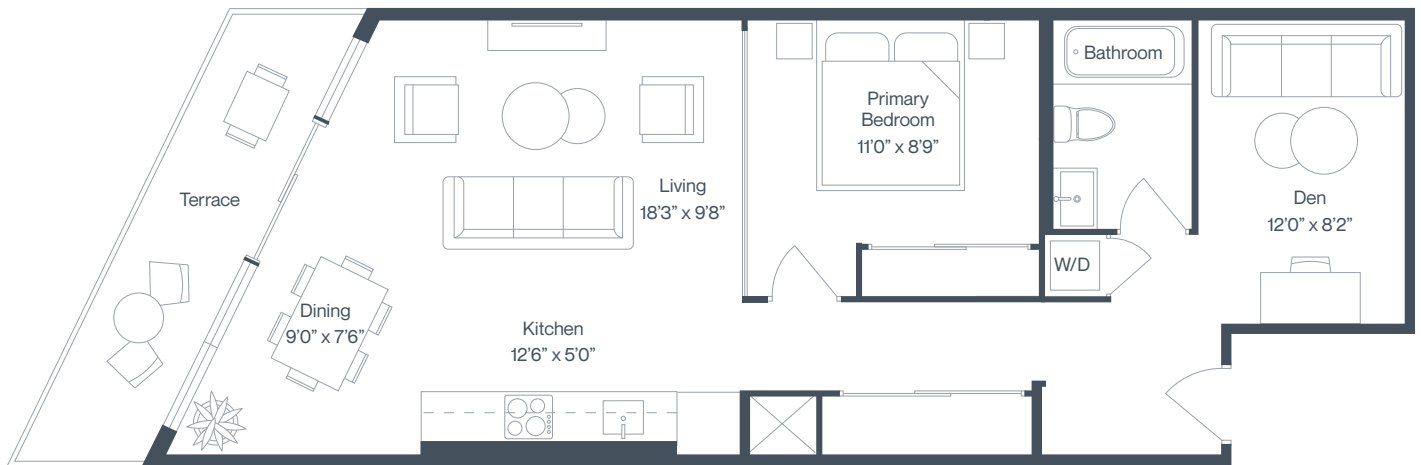 Terrace
Dining
9’0” x 7’6”
Living
18’3” x 9’8”
Kitchen
12’6” x 5’0”
Primary
Bedroom
11’0” x 8’9”
Bathroom
W/D
Den
12’0” x 8’2”